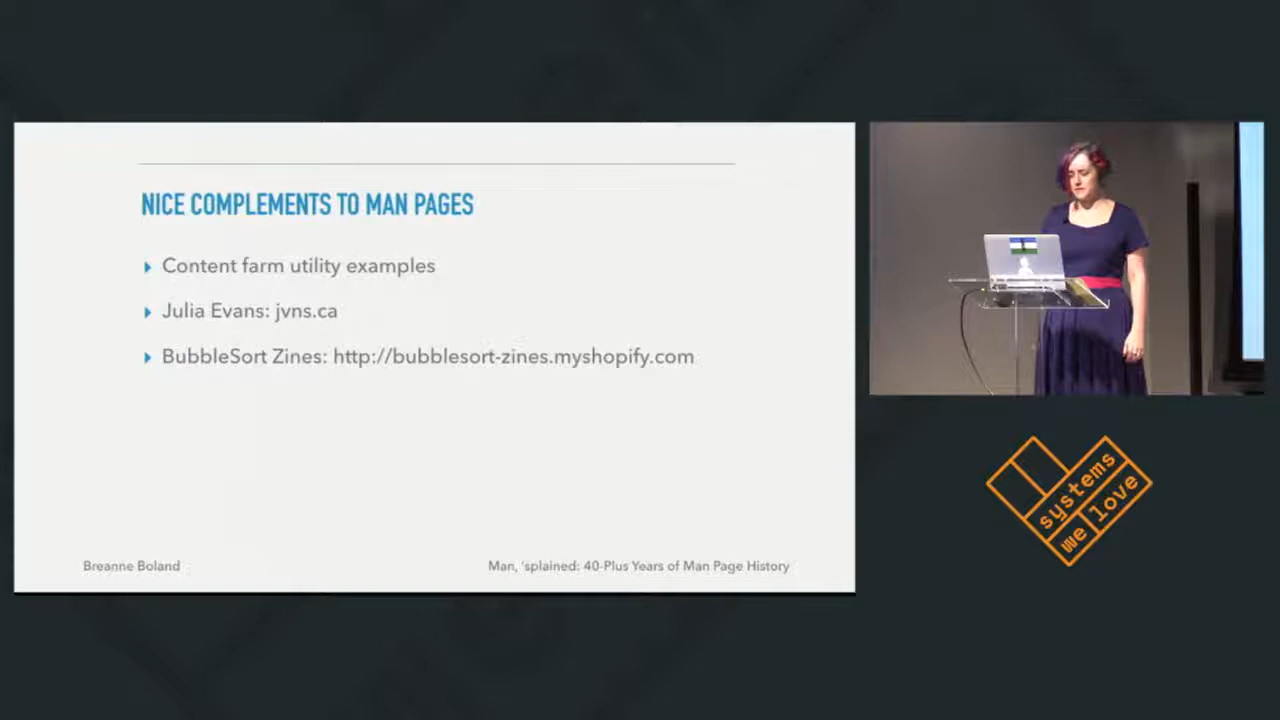 NICE COMPLEMENTS TO MAN PAGES
Content farm utility examples
Julia Evans: jvns.ca
BubbleSort Zines: http://bubblesort-zines.myshopify.com
Breanne Boland
Man, 'splained: 40-Plus Years of Man Page History
systems
we love